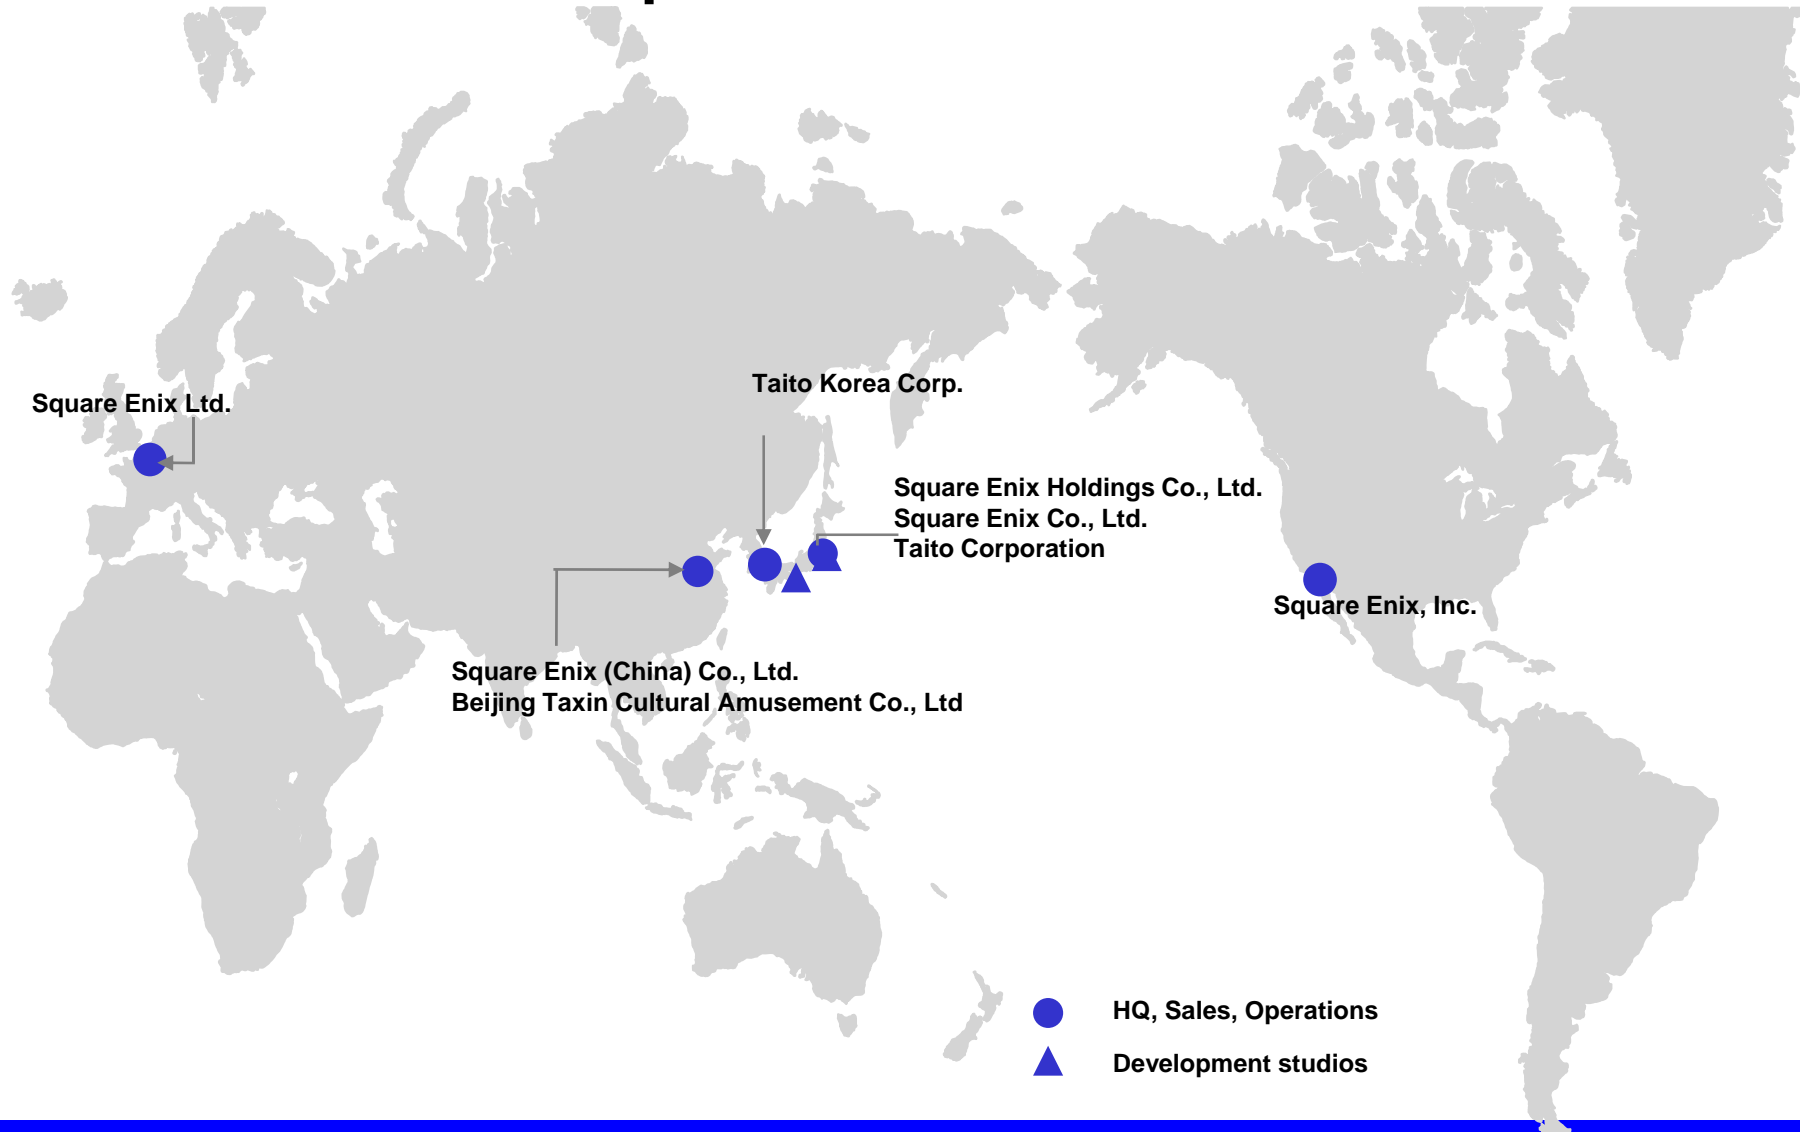 Square Enix Ltd.
Taito Korea Corp.
Square Enix Holdings Co., Ltd.
Square Enix Co., Ltd.
Taito Corporation
Square Enix, Inc.
Square Enix (China) Co., Ltd.
Beijing Taxin Cultural Amusement Co., Ltd
HQ, Sales, Operations
Development studios